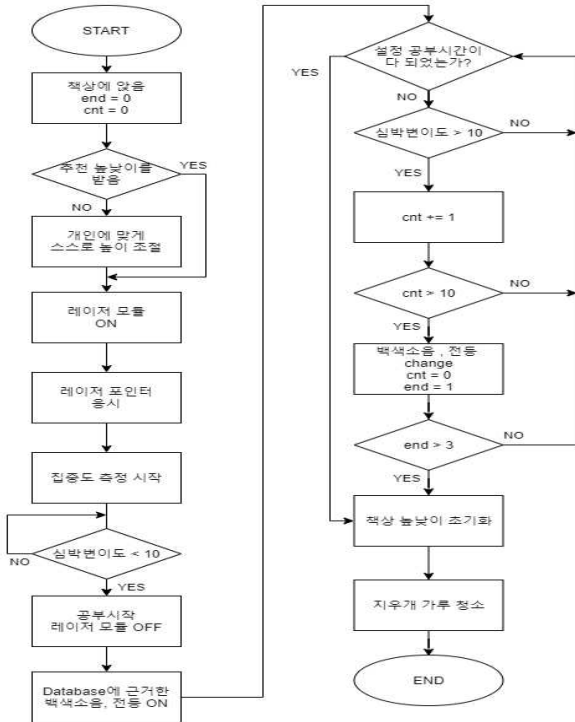 START
책상에 앉음
end = 0
cnt = 0
추천 높낮이를
받음
YES
NO
개인에 맞게
스스로 높이 조절
레이저 모듈
ON
레이저 포인터
응시
집중도 측정 시작
심박변이도 < 10
NO
YES
공부시작
레이저 모듈 OFF
Database에 근거한
백색소음, 전등 ON
설정 공부시간이
다 되었는가?
YES
NO
심박변이도 > 10
NO
YES
cnt += 1
cnt > 10
NO
YES
백색소음 , 전등
change
cnt = 0
end = 1
end > 3
NO
YES
책상 높낮이 초기화
지우개 가루 청소
END